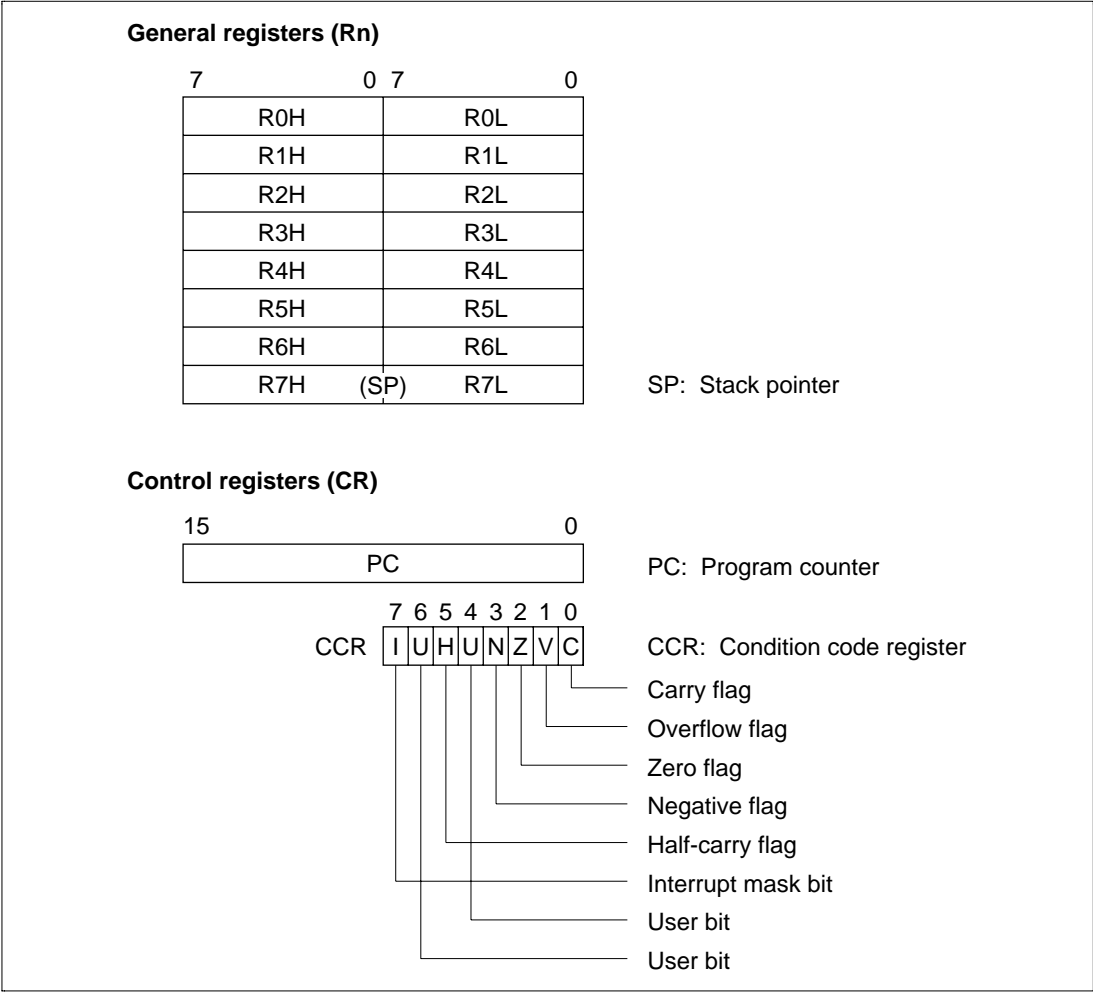 General registers (Rn)
7 0 7 0
R0H R0L
R1H R1L
R2H R2L
R3H R3L
R4H R4L
R5H R5L
R6H R6L
R7H (SP) R7L SP: Stack pointer
Control registers (CR)
15 0
PC PC: Program counter
7 6 5 4 3 2 1 0
CCR I U H U N Z V C CCR: Condition code register
Carry flag
Overflow flag
Zero flag
Negative flag
Half-carry flag
Interrupt mask bit
User bit
User bit